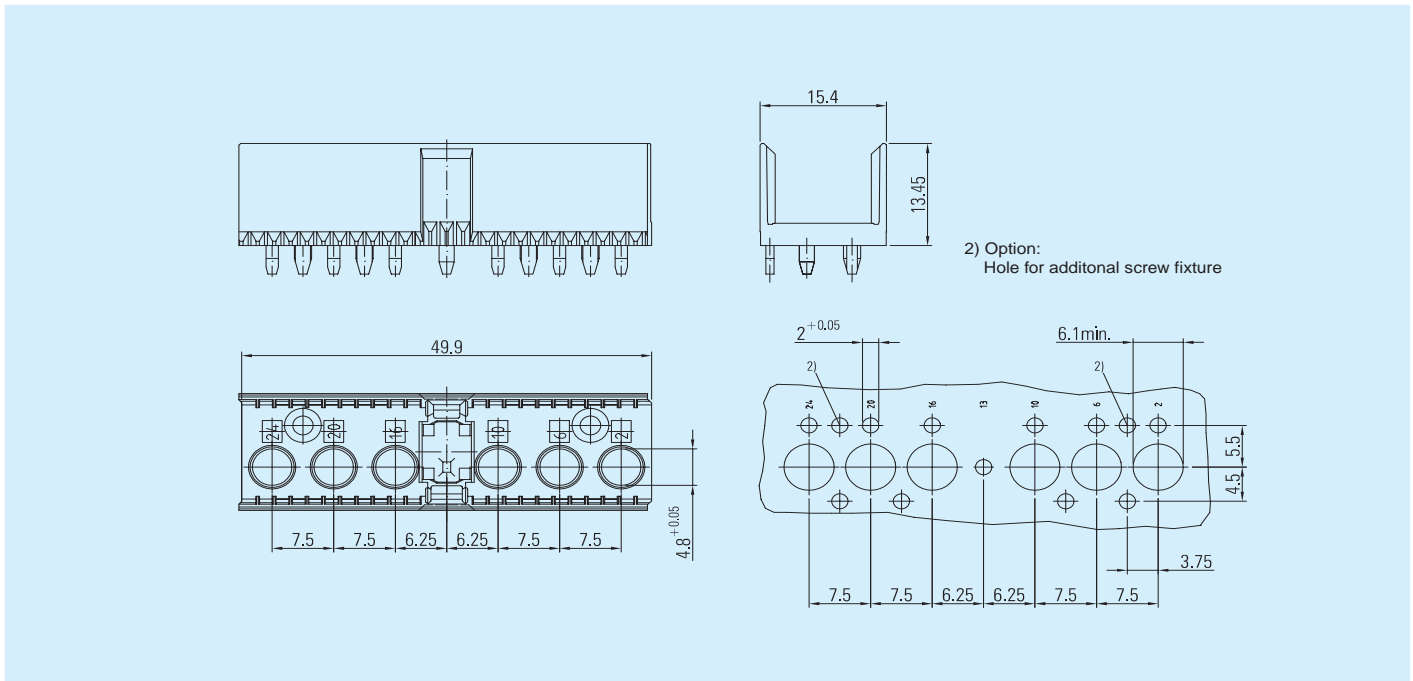 15.4
13.45
2) Option:
Hole for additonal screw fixture
49.9
24 20 16 10 6 2
7.5 7.5 6.25 6.25 7.5 7.5
4.8+0.05
2+0.05
6.1min.
2) 2)
24 20 16 13 10 6 2
5.5
4.5
3.75
7.5 7.5 6.25 6.25 7.5 7.5